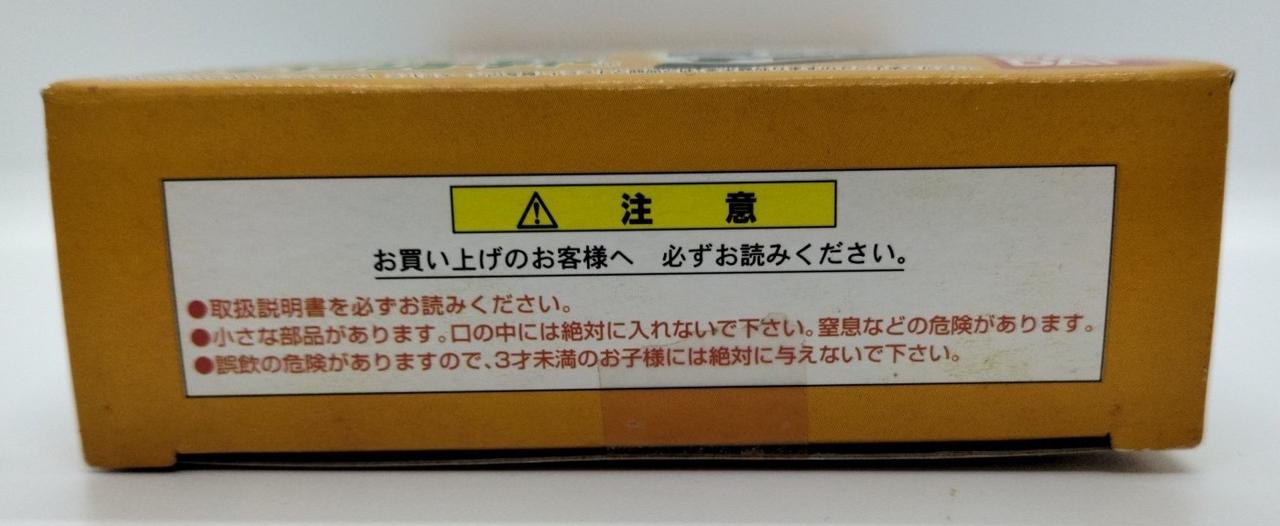 注 意
お買い上げのお客様へ 必ずお読みください。
●取扱説明書を必ずお読みください。
●小さな部品があります。口の中には絶対に入れないで下さい。窒息などの危険があります。
●誤飲の危険がありますので、3才未満のお子様には絶対に与えないで下さい。